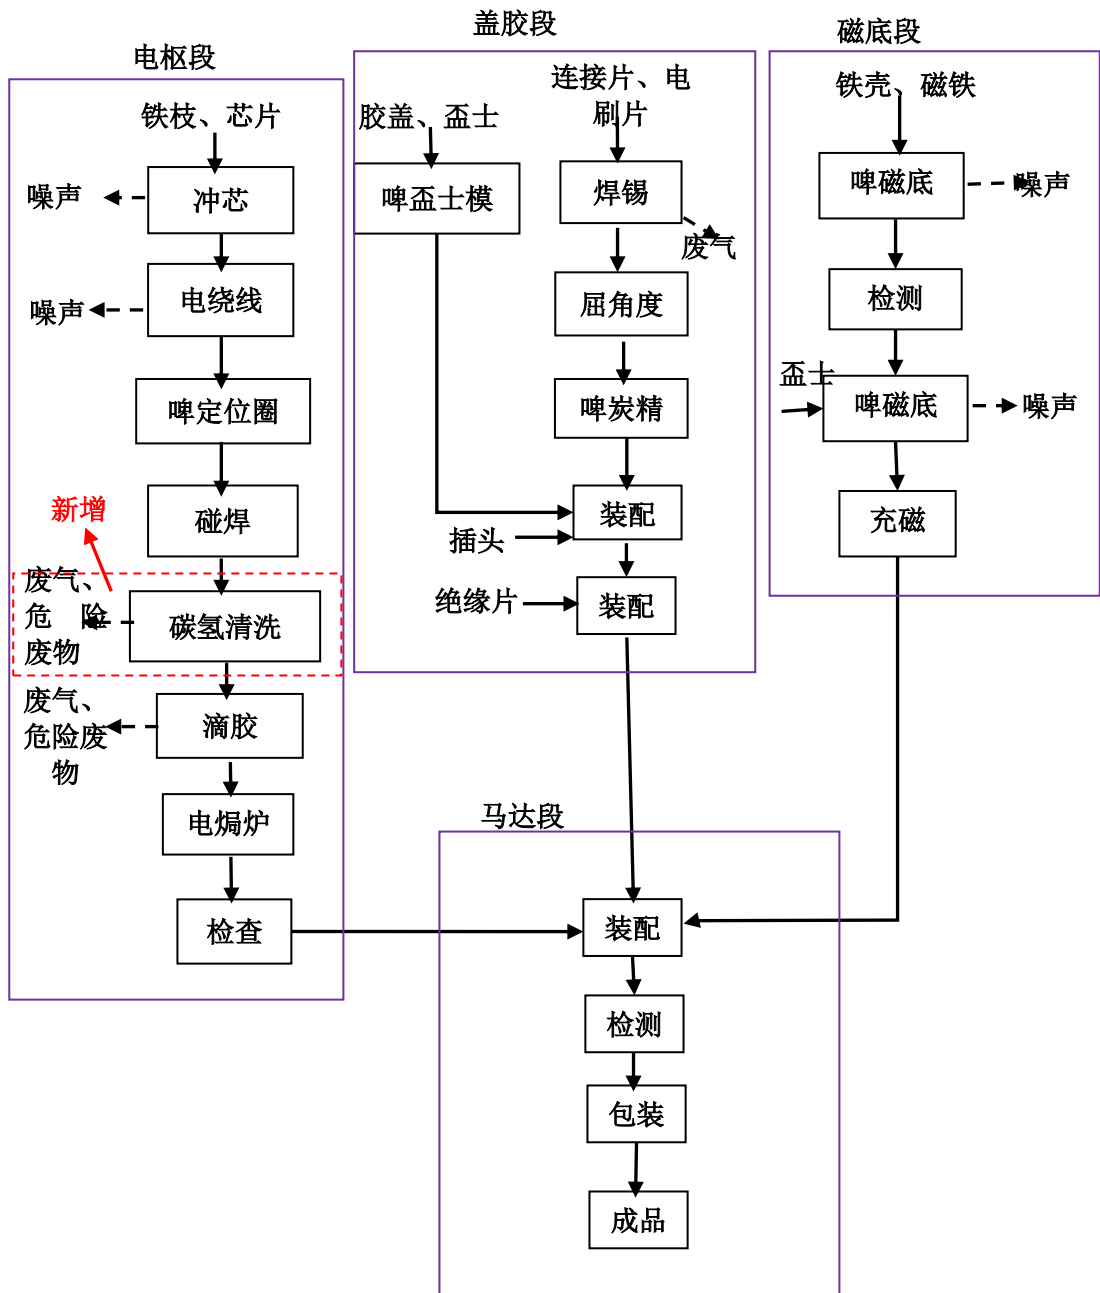 电枢段
铁枝、芯片
冲芯
噪声
电绕线
噪声
啤定位圈
碰焊
新增
废气、
危 险
废物
碳氢清洗
废气、
危险废
物
滴胶
电焗炉
检查
盖胶段
胶盖、盃士
啤盃士模
连接片、电
刷片
焊锡
废气
屈角度
啤炭精
装配
插头
绝缘片
装配
磁底段
铁壳、磁铁
啤磁底
噪声
检测
盃士
啤磁底
噪声
充磁
马达段
装配
检测
包装
成品